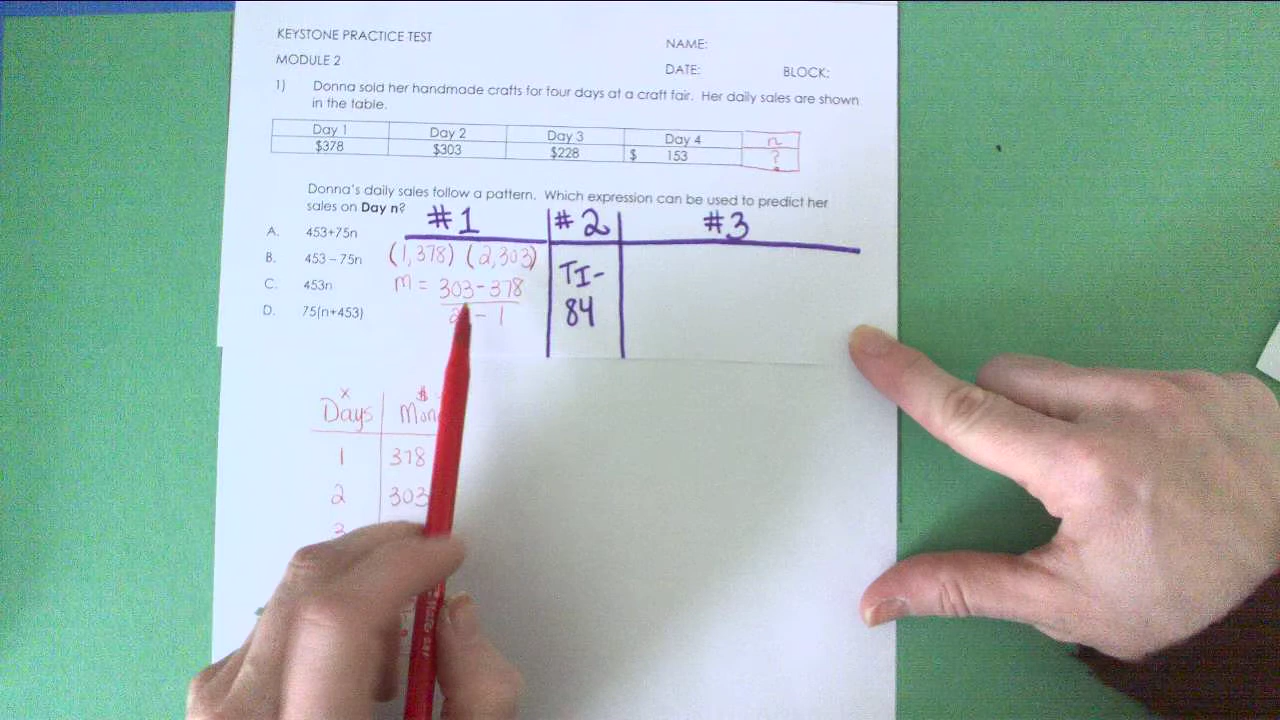 KEYSTONE PRACTICE TEST
NAME:
MODULE 2
DATE: BLOCK:
1) Donna sold her handmade crafts for four days at a craft fair. Her daily sales are shown
in the table.
Day 1 Day 2 Day 3 Day 4 n
$378 $303 $228 $ 153 ?
Donna's daily sales follow a pattern. Which expression can be used to predict her
sales on Day n?
#1 #2 #3
A. 453+75n
B. 453 – 75n
C. 453n
D. 75(n+453)
(1,378) (2,303)
m = 303-378
2 - 1
TI-
84
x $
Days
1 378
2 303